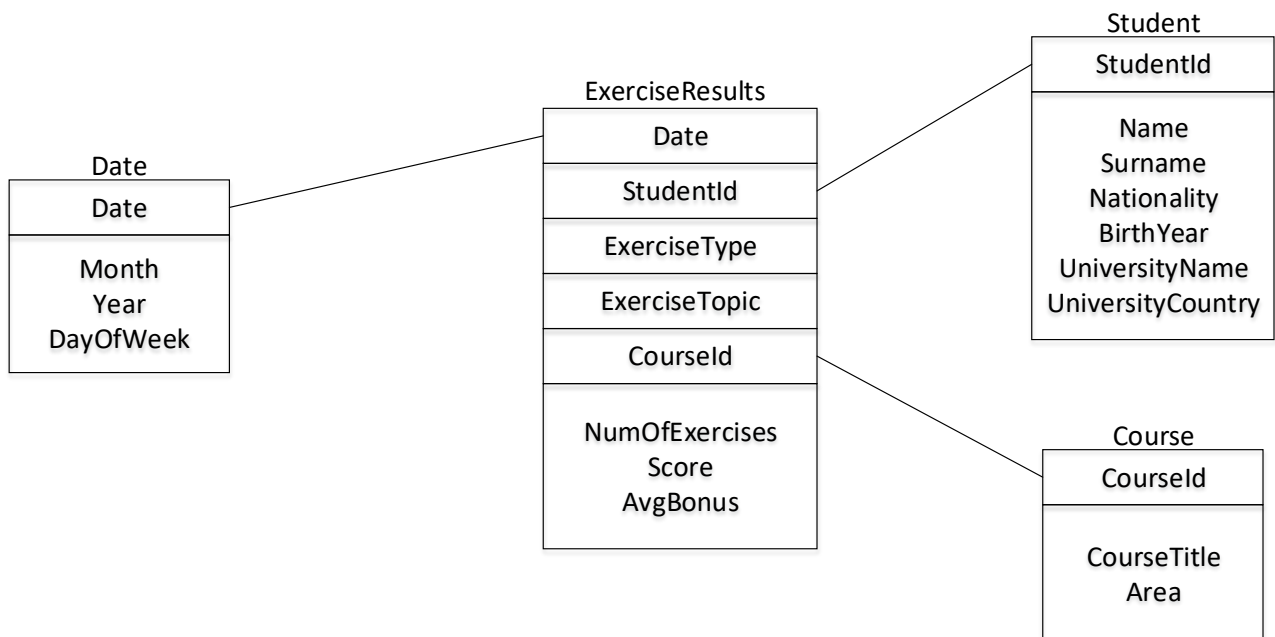 Date
Date
Month
Year
DayOfWeek
ExerciseResults
Date
StudentId
ExerciseType
ExerciseTopic
CourseId
NumOfExercises
Score
AvgBonus
Student
StudentId
Name
Surname
Nationality
BirthYear
UniversityName
UniversityCountry
Course
CourseId
CourseTitle
Area